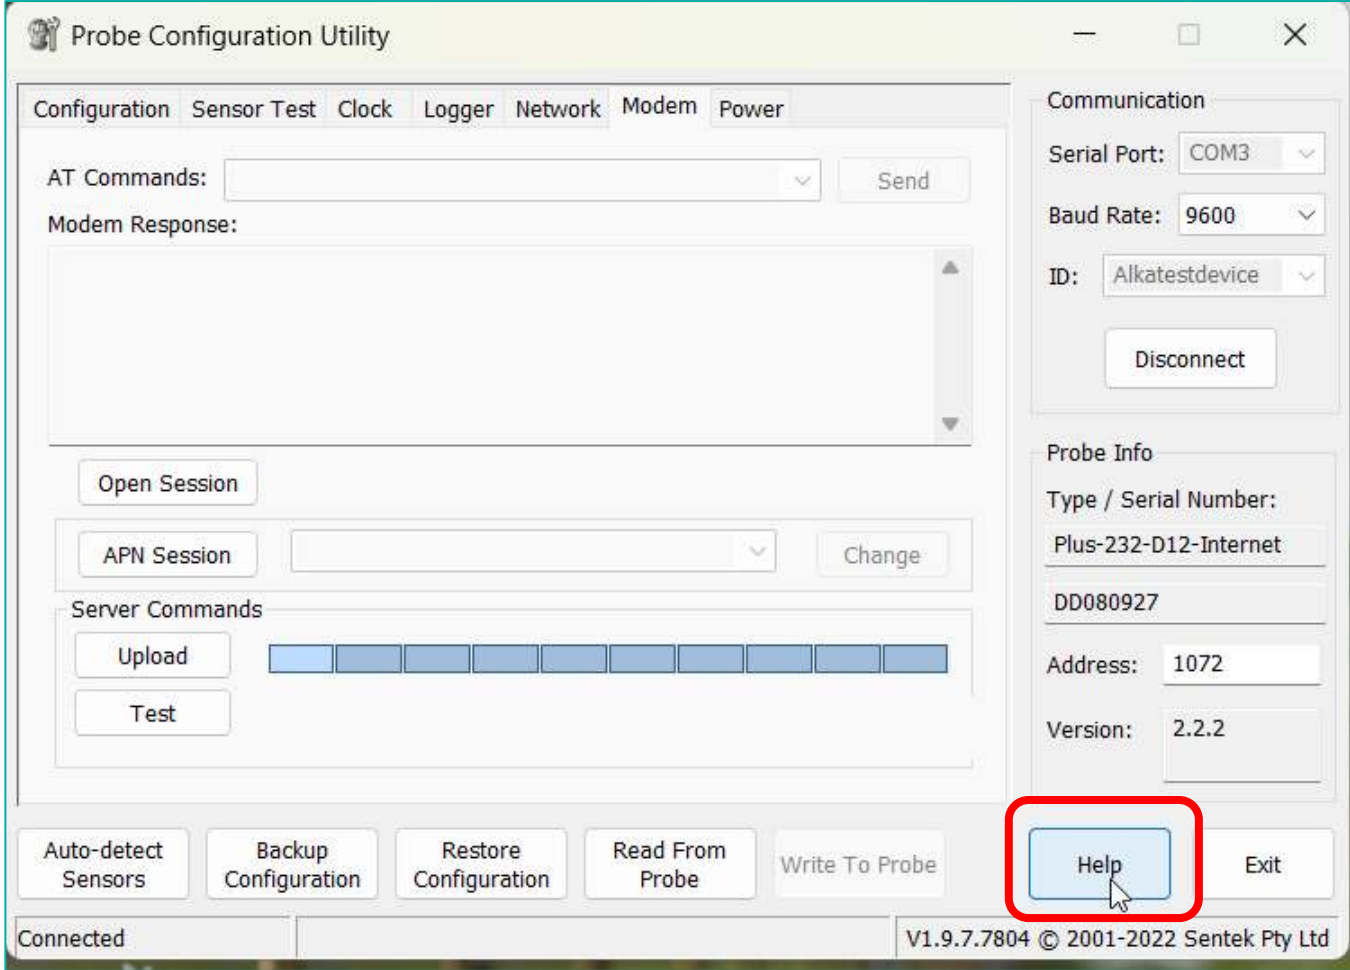 Probe Configuration Utility
Configuration Sensor Test Clock Logger Network Modem Power
AT Commands:
Send
Modem Response:
Open Session
APN Session
Change
Server Commands
Upload
Test
Communication
Serial Port: COM3
Baud Rate: 9600
ID: Alkatestdevice
Disconnect
Probe Info
Type / Serial Number:
Plus-232-D12-Internet
DD080927
Address: 1072
Version: 2.2.2
Auto-detect
Sensors
Backup
Configuration
Restore
Configuration
Read From
Probe
Write To Probe
Help
Exit
Connected
V1.9.7.7804 © 2001-2022 Sentek Pty Ltd